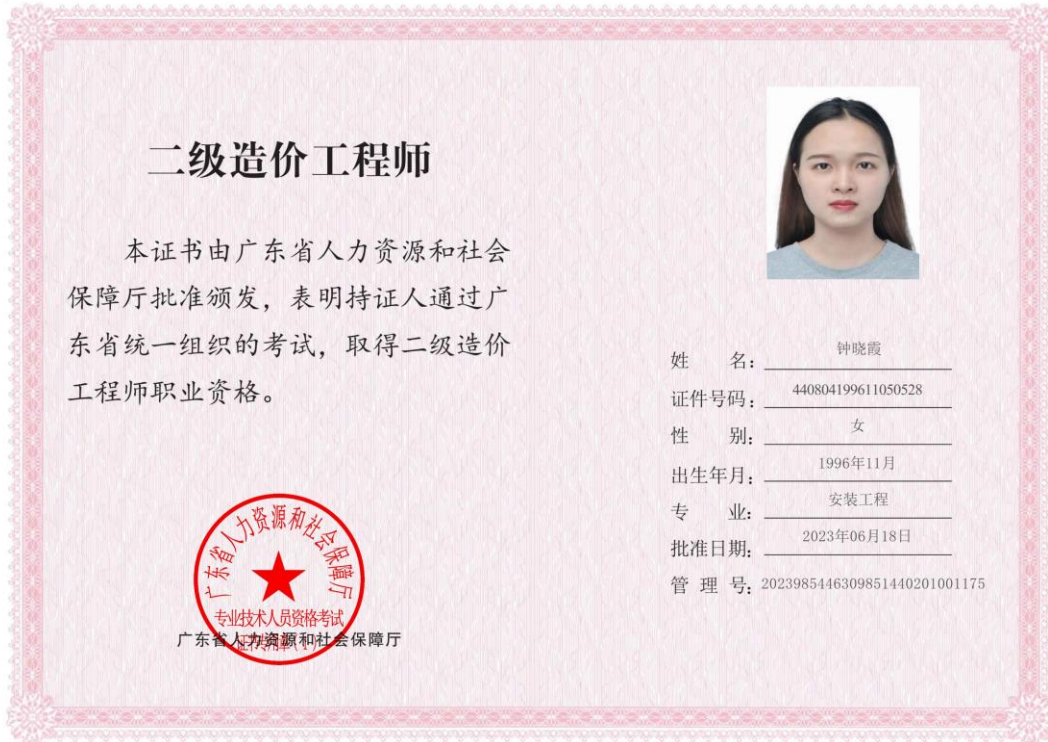 二级造价工程师
本证书由广东省人力资源和社会
保障厅批准颁发，表明持证人通过广
东省统一组织的考试，取得二级造价
工程师职业资格。
姓　　名：钟晓霞
证件号码：440804199611050528
性　　别：女
出生年月：1996年11月
专　　业：安装工程
批准日期：2023年06月18日
管 理 号：20239854463098514402010​01175
广东省人力资源和社会保障厅
专业技术人员资格考试
广东省人力资源和社会保障厅